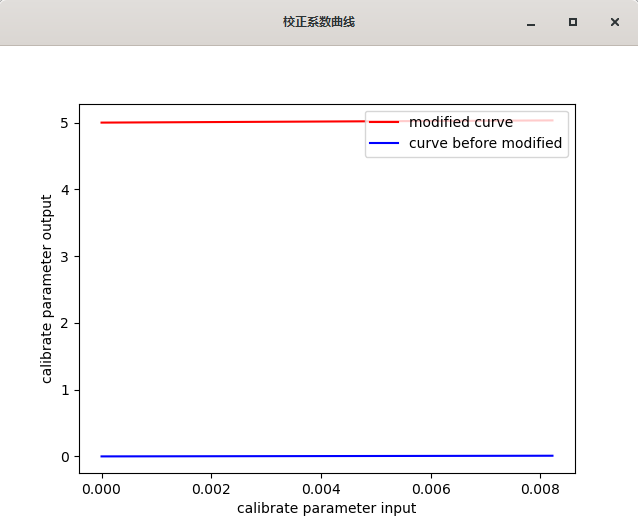 校正系数曲线
modified curve
curve before modified
5
4
3
2
1
0
calibrate parameter output
0.000 0.002 0.004 0.006 0.008
calibrate parameter input